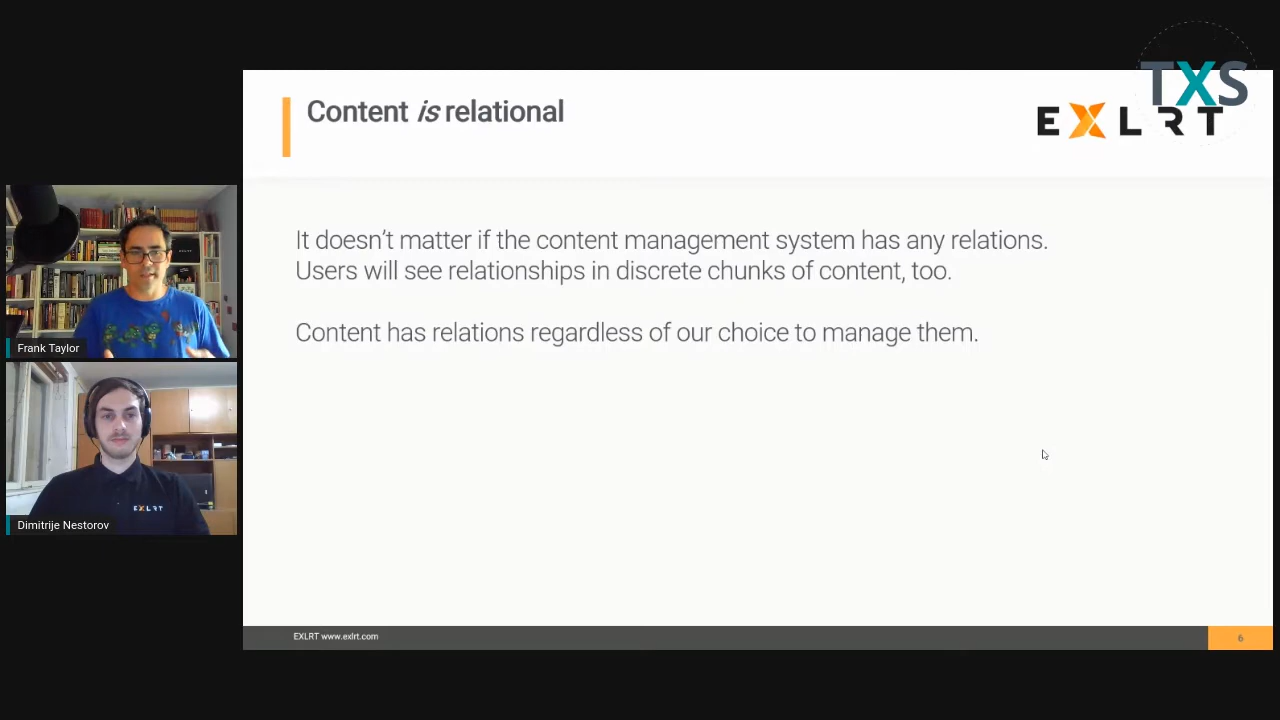 TXS
Content is relational
EXLRT
It doesn't matter if the content management system has any relations.
Users will see relationships in discrete chunks of content, too.
Content has relations regardless of our choice to manage them.
Frank Taylor
EXLRT
Dimitrije Nestorov
EXLRT www.exlrt.com
6